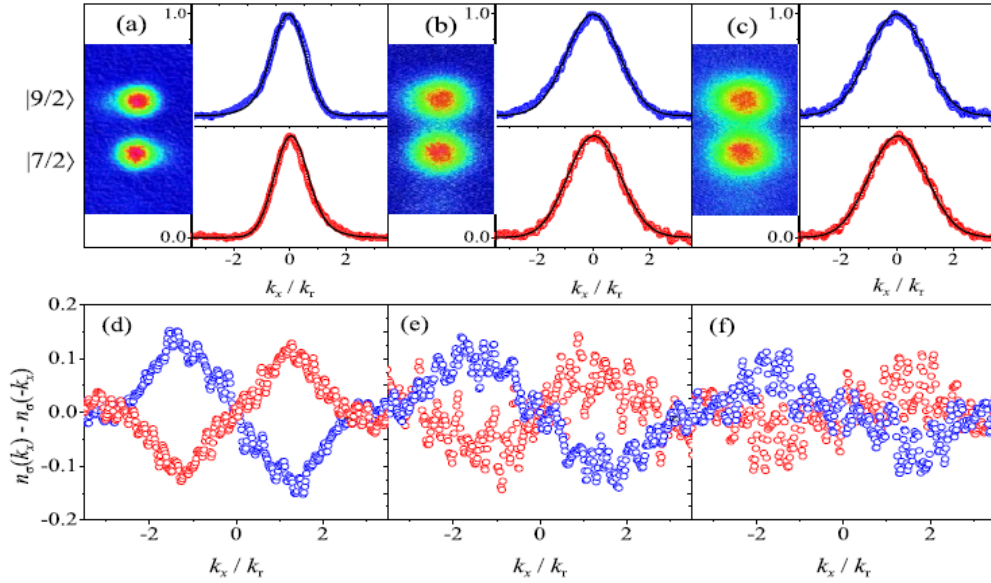 (a) (b) (c)
1.0 1.0 1.0
|9/2⟩
|7/2⟩
0.0 0.0 0.0
-2 0 2 -2 0 2 -2 0 2
k_x / k_r k_x / k_r k_x / k_r
(d) (e) (f)
0.2
0.1
0.0
-0.1
-0.2
n_σ(k_x) - n_σ(-k_x)
-2 0 2 -2 0 2 -2 0 2
k_x / k_r k_x / k_r k_x / k_r